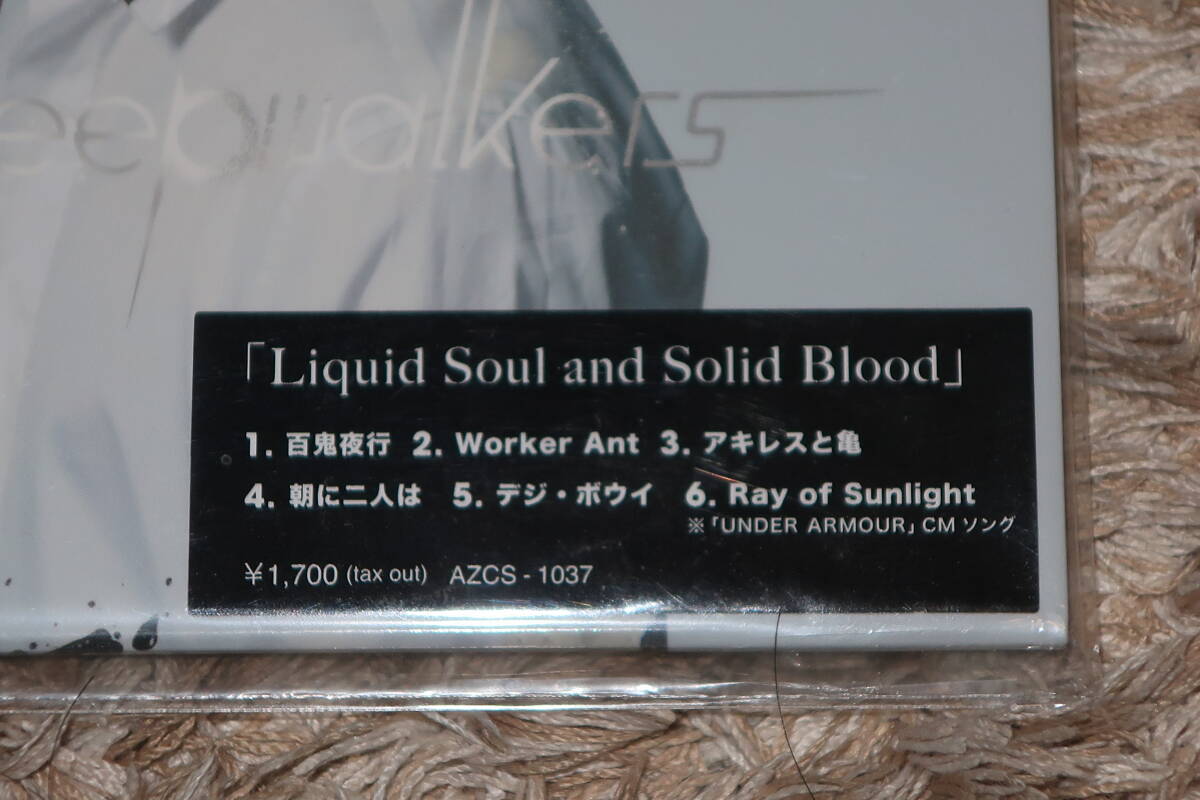 eepwalkers
「Liquid Soul and Solid Blood」
1. 百鬼夜行 2. Worker Ant 3. アキレスと亀
4. 朝に二人は 5. デジ・ボウイ 6. Ray of Sunlight
※「UNDER ARMOUR」CMソング
¥1,700 (tax out) AZCS - 1037